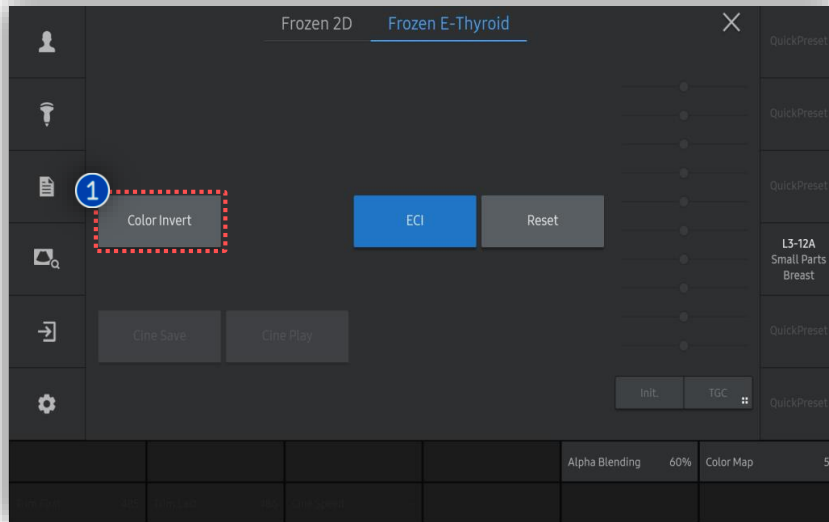 Frozen 2D
Frozen E-Thyroid
QuickPreset
QuickPreset
1
QuickPreset
Color Invert
ECI
Reset
L3-12A
Small Parts
Breast
Cine Save
Cine Play
QuickPreset
Init.
TGC
QuickPreset
Alpha Blending 60%
Color Map 5